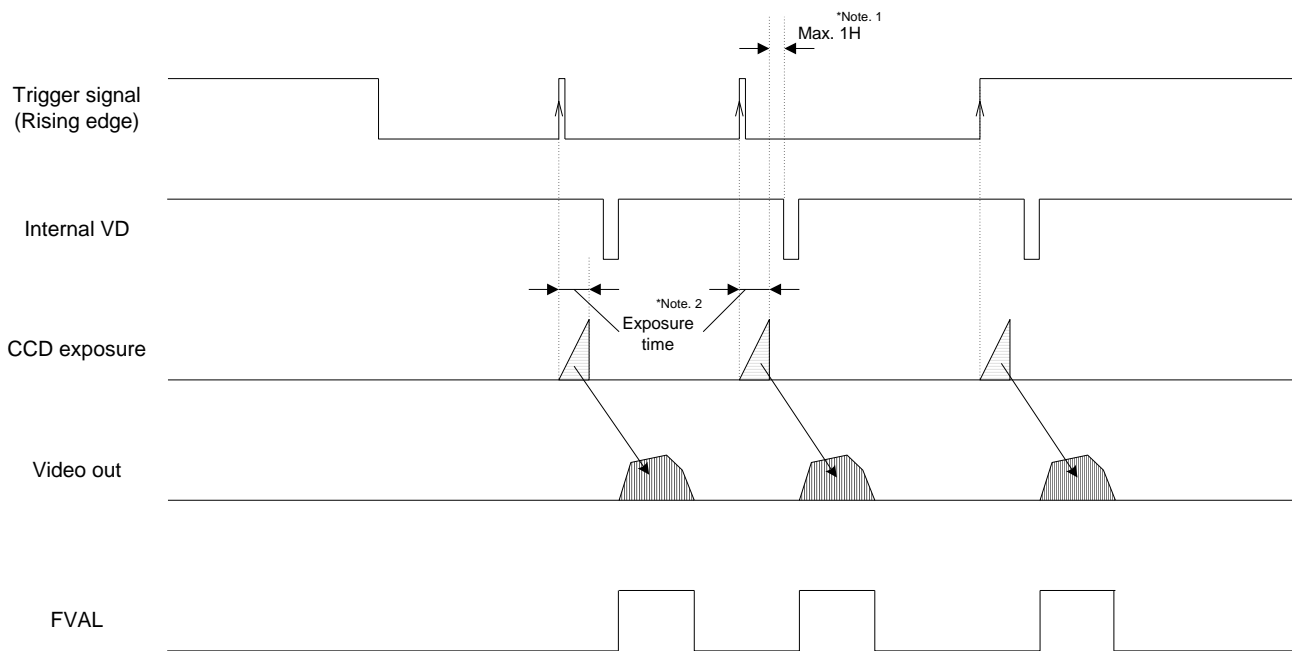 *Note. 1
Max. 1H
Trigger signal
(Rising edge)
Internal VD
*Note. 2
Exposure
time
CCD exposure
Video out
FVAL